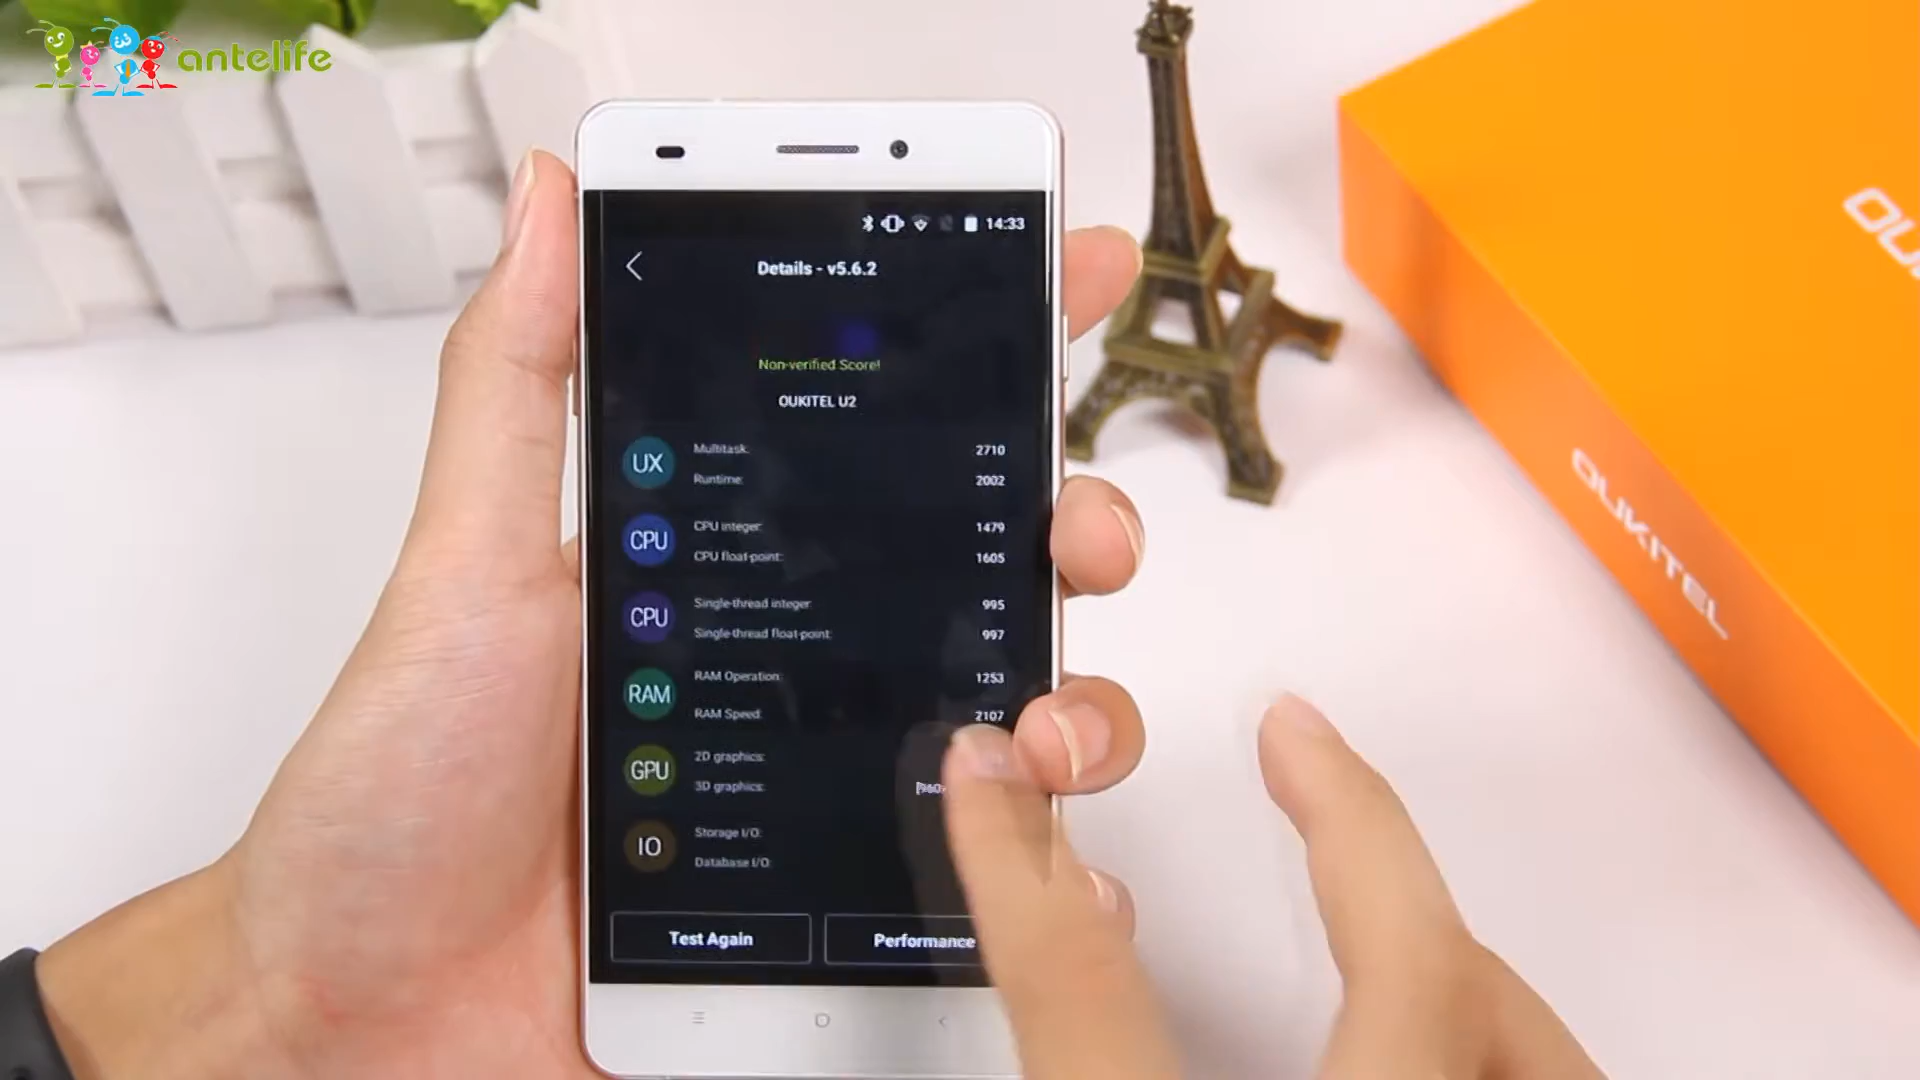 antelife
14:33
Details - v5.6.2
Non-verified Score!
OUKITEL U2
UX
Multitask: 2710
Runtime: 2002
CPU
CPU integer: 1479
CPU float-point: 1605
CPU
Single-thread integer: 995
Single-thread float-point: 997
RAM
RAM Operation: 1253
RAM Speed: 2107
GPU
2D graphics:
3D graphics: [960
IO
Storage I/O:
Database I/O:
Test Again
Performance
OUKITEL